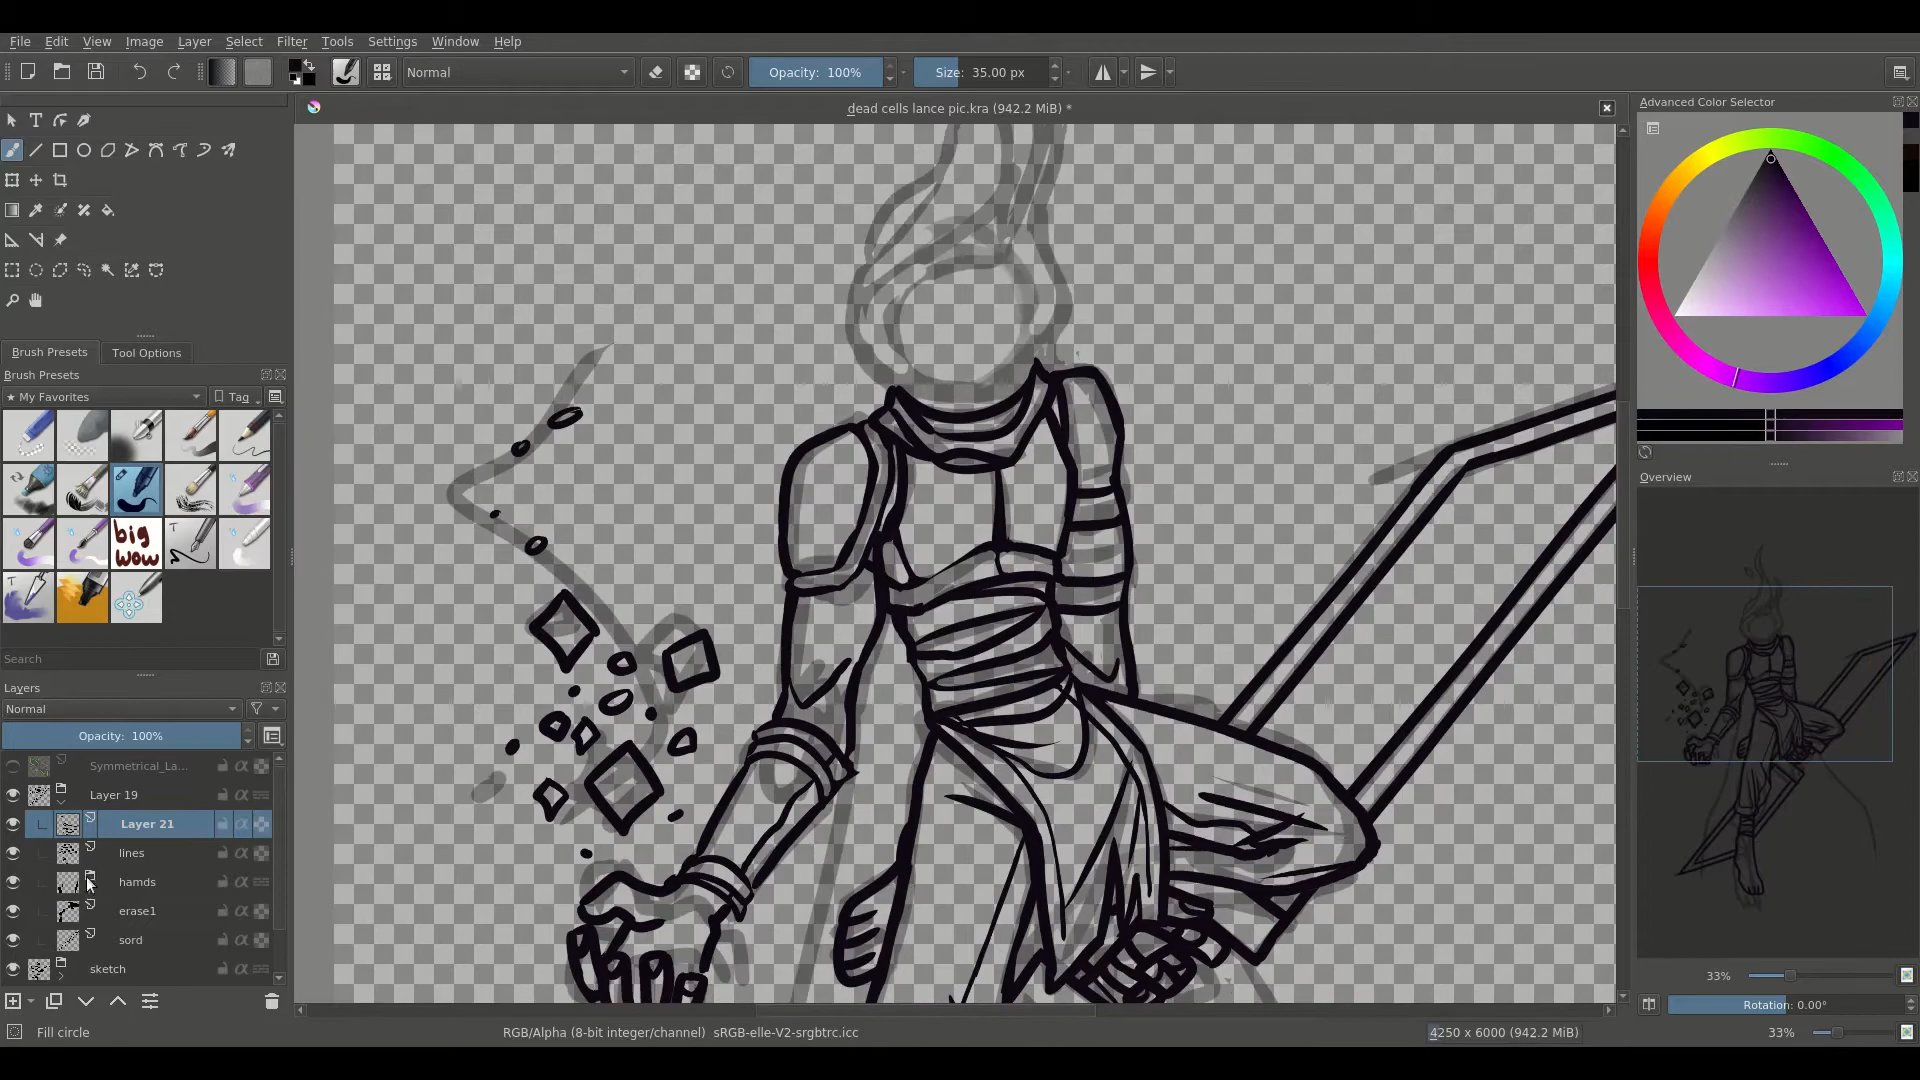 File Edit View Image Layer Select Filter Tools Settings Window Help
Normal Opacity: 100% Size: 35.00 px
dead cells lance pic.kra (942.2 MiB) *
Advanced Color Selector
Brush Presets Tool Options
Brush Presets
★ My Favorites Tag
big
wow
T
T
Search
Layers
Normal
Opacity: 100%
Symmetrical_La...
Layer 19
Layer 21
lines
hamds
erase1
sord
sketch
Overview
33%
Rotation: 0.00°
Fill circle RGB/Alpha (8-bit integer/channel) sRGB-elle-V2-srgbtrc.icc 4250 x 6000 (942.2 MiB) 33%